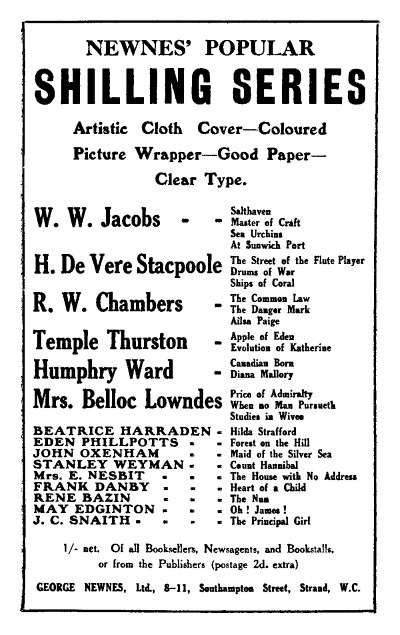 NEWNES' POPULAR
SHILLING SERIES
Artistic Cloth Cover—Coloured
Picture Wrapper—Good Paper—
Clear Type.
W. W. Jacobs - - Salthaven
Master of Craft
Sea Urchins
At Sunwich Port
H. De Vere Stacpoole The Street of the Flute Player
Drums of War
Ships of Coral
R. W. Chambers - The Common Law
The Danger Mark
Ailsa Paige
Temple Thurston - Apple of Eden
Evolution of Katherine
Humphry Ward - Canadian Born
Diana Mallory
Mrs. Belloc Lowndes Price of Admiralty
When no Man Pursueth
Studies in Wives
BEATRICE HARRADEN - Hilda Strafford
EDEN PHILLPOTTS - - Forest on the Hill
JOHN OXENHAM - - Maid of the Silver Sea
STANLEY WEYMAN - - Count Hannibal
Mrs. E. NESBIT - - - The House with No Address
FRANK DANBY - - - Heart of a Child
RENE BAZIN - - - The Nun
MAY EDGINTON - - - Oh! James!
J. C. SNAITH - - - - The Principal Girl
1/- net. Of all Booksellers, Newsagents, and Bookstalls,
or from the Publishers (postage 2d. extra)
GEORGE NEWNES, Ltd., 8-11, Southampton Street, Strand, W.C.